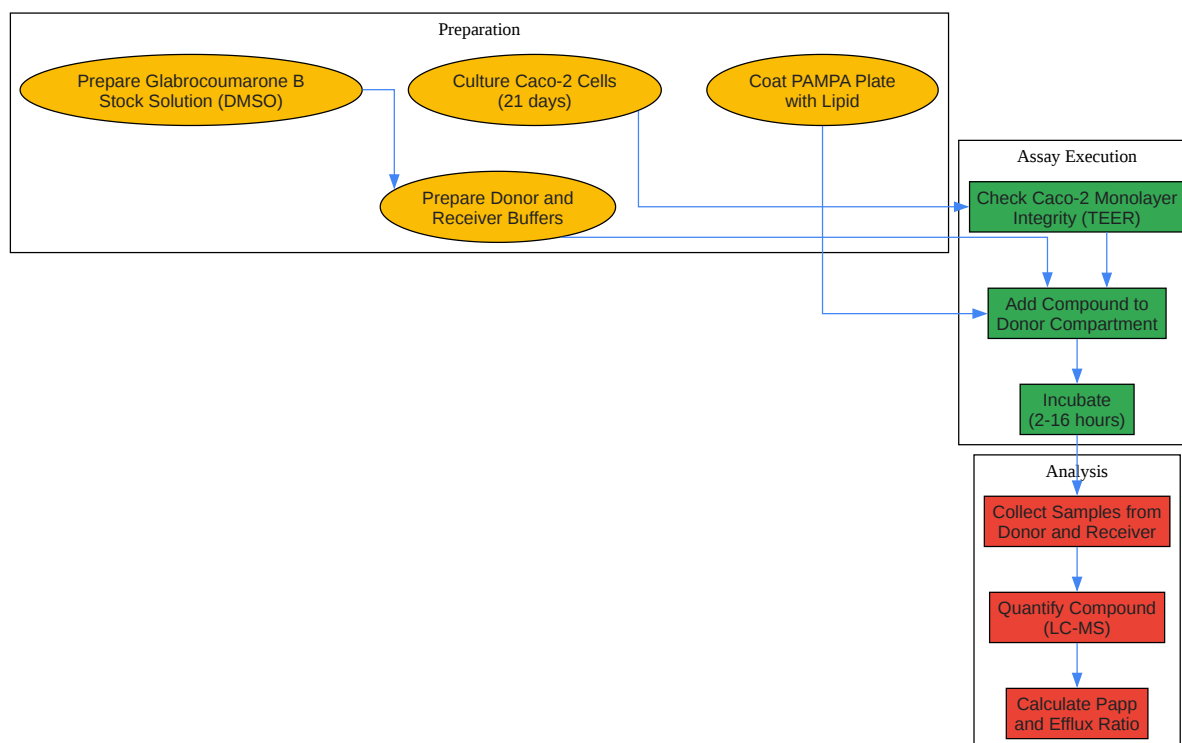 Preparation
Prepare Glabrocoumarone B
Stock Solution (DMSO)
Culture Caco-2 Cells
(21 days)
Coat PAMPA Plate
with Lipid
Prepare Donor and
Receiver Buffers
Assay Execution
Check Caco-2 Monolayer
Integrity (TEER)
Add Compound to
Donor Compartment
Incubate
(2-16 hours)
Analysis
Collect Samples from
Donor and Receiver
Quantify Compound
(LC-MS)
Calculate Papp
and Efflux Ratio